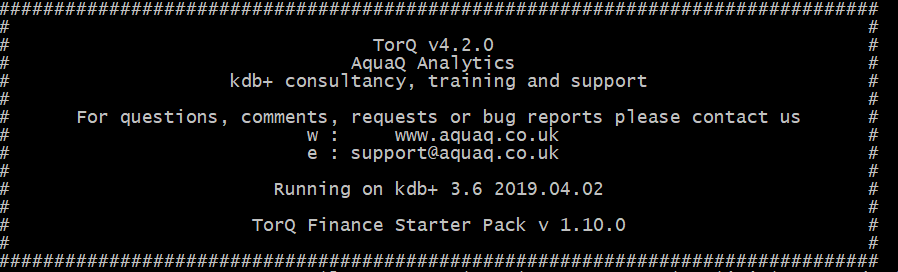 ################################################################################
# #
# TorQ v4.2.0 #
# AquaQ Analytics #
# kdb+ consultancy, training and support #
# #
# For questions, comments, requests or bug reports please contact us #
# w : www.aquaq.co.uk #
# e : support@aquaq.co.uk #
# #
# Running on kdb+ 3.6 2019.04.02 #
# #
# TorQ Finance Starter Pack v 1.10.0 #
# #
################################################################################